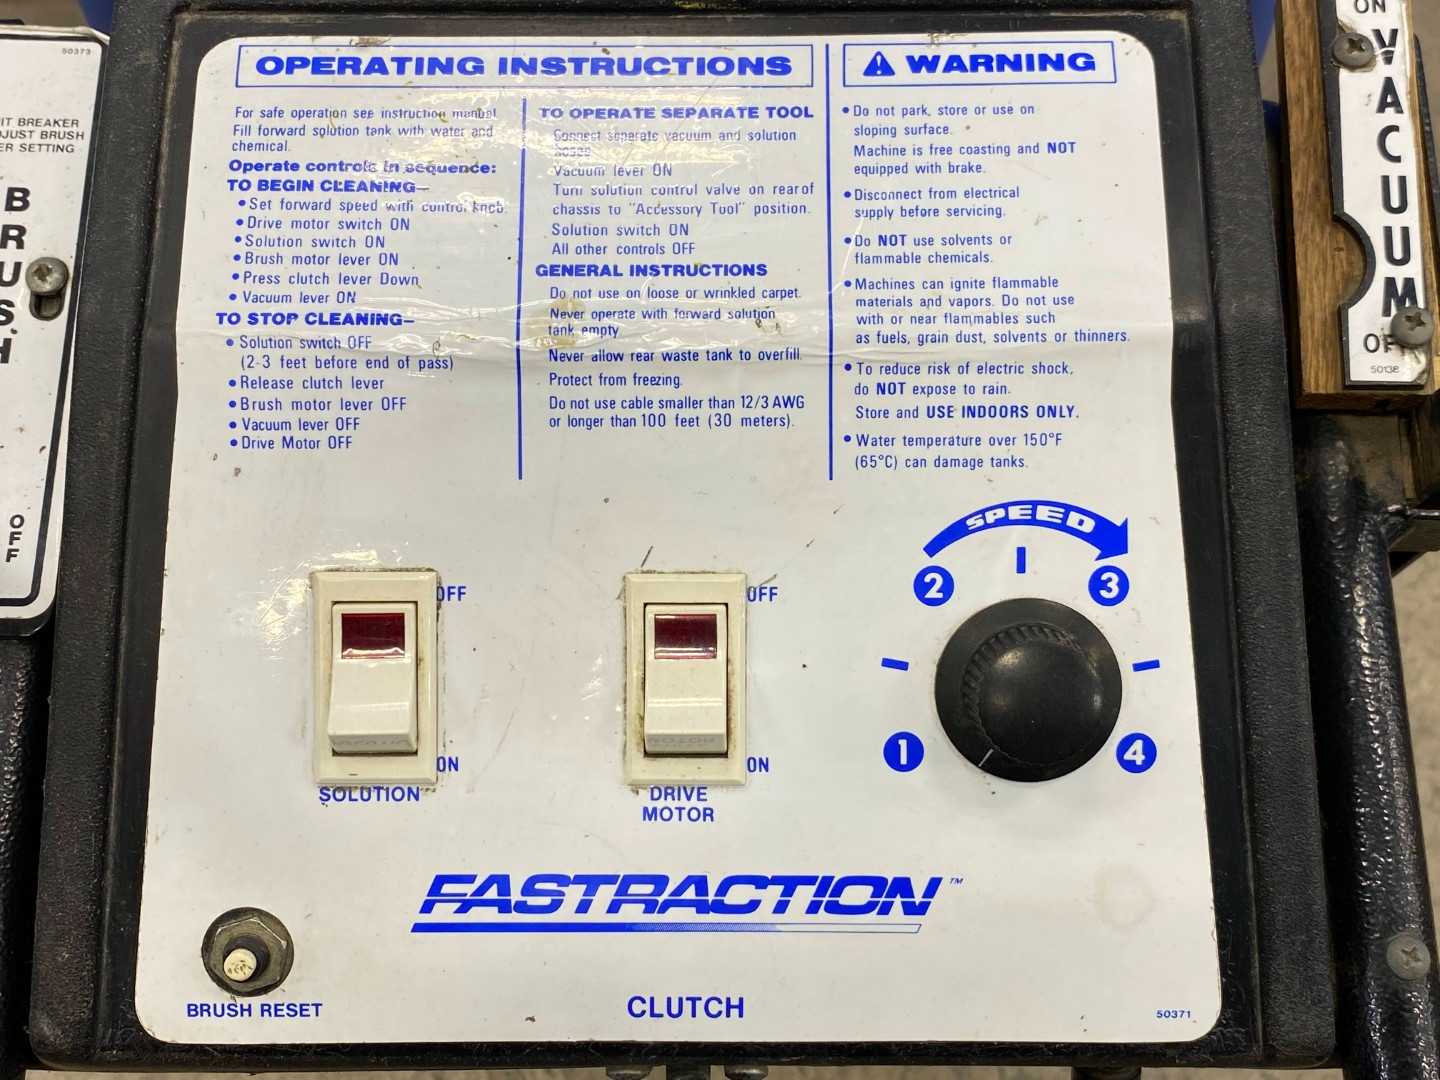 50373
IT BREAKER
DJUST BRUSH
ER SETTING
B
R
U
S
H
OFF
OPERATING INSTRUCTIONS
For safe operation see instruction manual.
Fill forward solution tank with water and
chemical.
Operate controls in sequence:
TO BEGIN CLEANING—
• Set forward speed with control knob.
• Drive motor switch ON
• Solution switch ON
• Brush motor lever ON
• Press clutch lever Down
• Vacuum lever ON
TO STOP CLEANING—
• Solution switch OFF
(2-3 feet before end of pass)
• Release clutch lever
• Brush motor lever OFF
• Vacuum lever OFF
• Drive Motor OFF
TO OPERATE SEPARATE TOOL
Connect separate vacuum and solution
hoses
Vacuum lever ON
Turn solution control valve on rear of
chassis to "Accessory Tool" position.
Solution switch ON
All other controls OFF
GENERAL INSTRUCTIONS
Do not use on loose or wrinkled carpet.
Never operate with forward solution
tank empty
Never allow rear waste tank to overfill.
Protect from freezing.
Do not use cable smaller than 12/3 AWG
or longer than 100 feet (30 meters).
⚠ WARNING
• Do not park, store or use on
sloping surface.
Machine is free coasting and NOT
equipped with brake.
• Disconnect from electrical
supply before servicing.
• Do NOT use solvents or
flammable chemicals.
• Machines can ignite flammable
materials and vapors. Do not use
with or near flammables such
as fuels, grain dust, solvents or thinners.
• To reduce risk of electric shock,
do NOT expose to rain.
Store and USE INDOORS ONLY.
• Water temperature over 150°F
(65°C) can damage tanks.
ON
VACUUM
OFF
50138
SPEED
2
3
1
4
OFF
ON
SOLUTION
OFF
MOTOR
ON
DRIVE
MOTOR
FASTRACTION™
BRUSH RESET
CLUTCH
50371